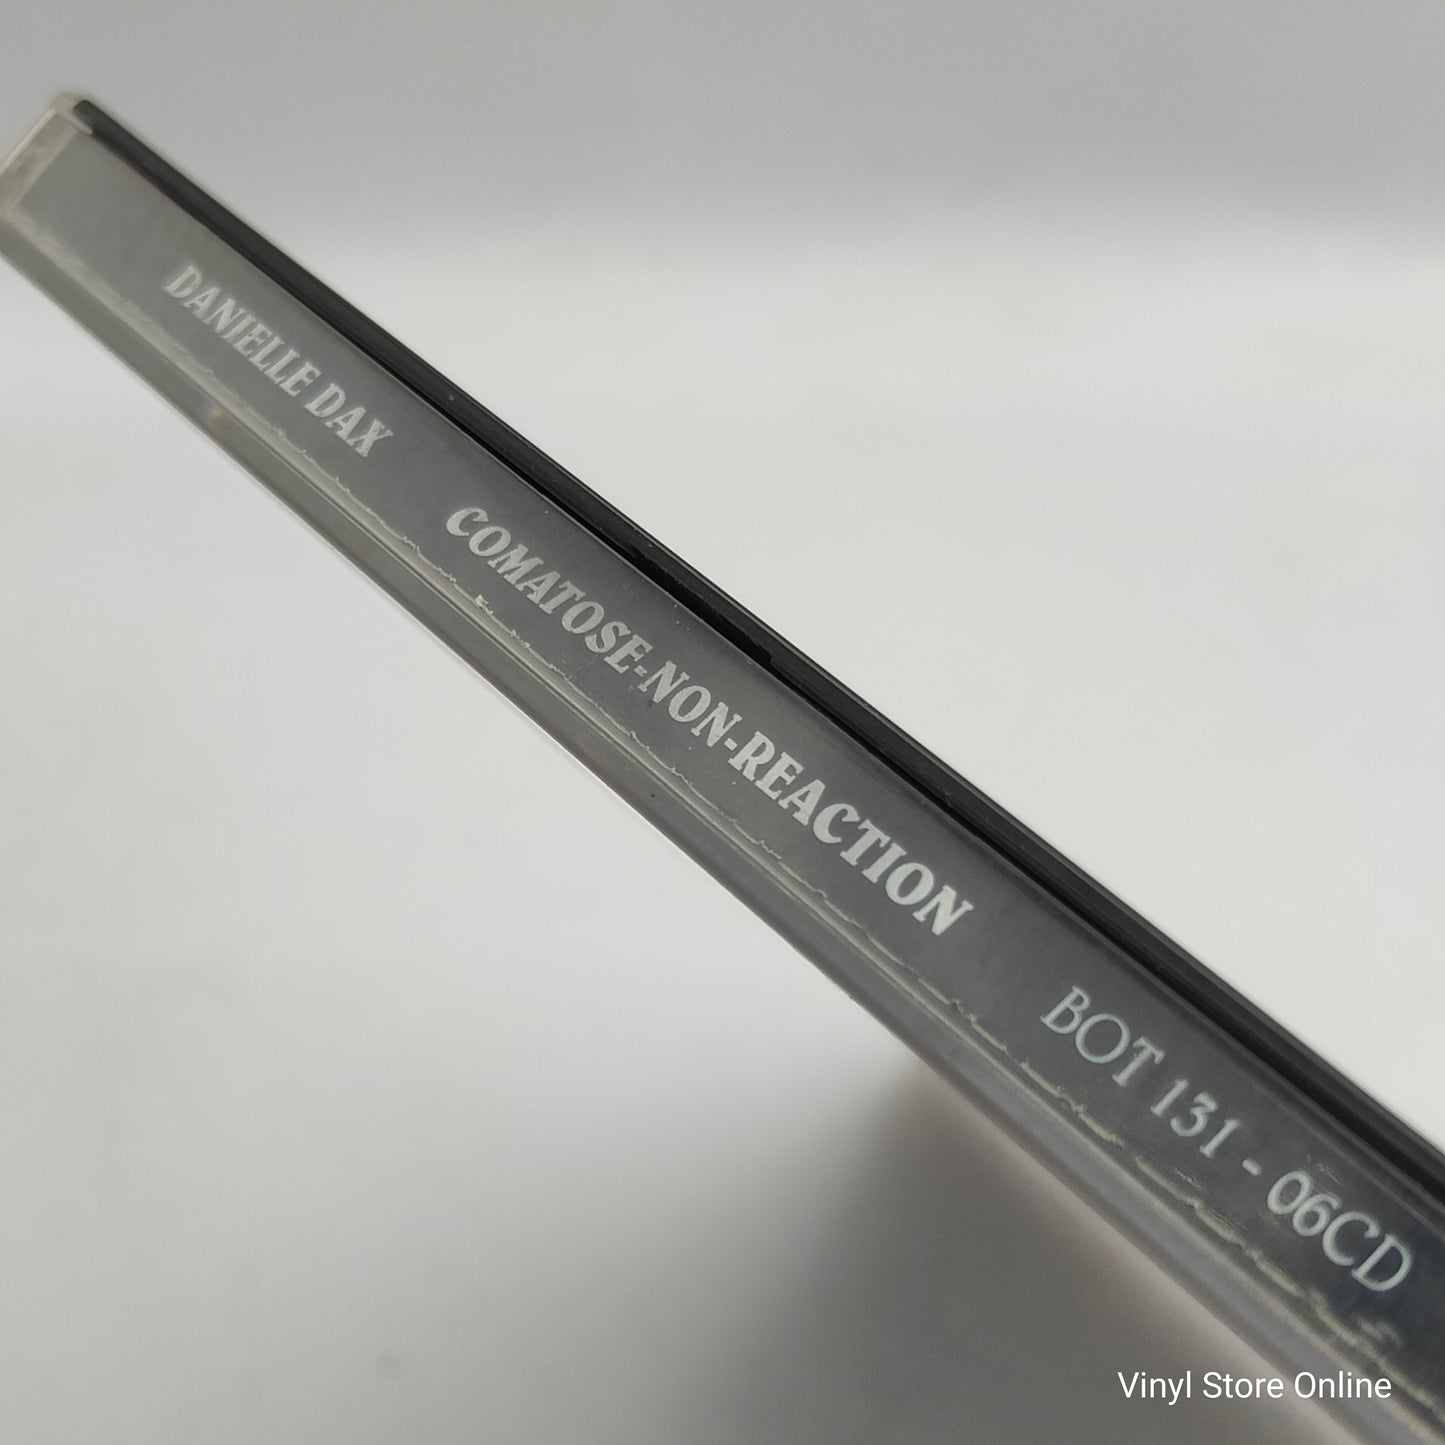 DANIELLE DAX COMATOSE-NON-REACTION BOT 131 - 06CD
Vinyl Store Online